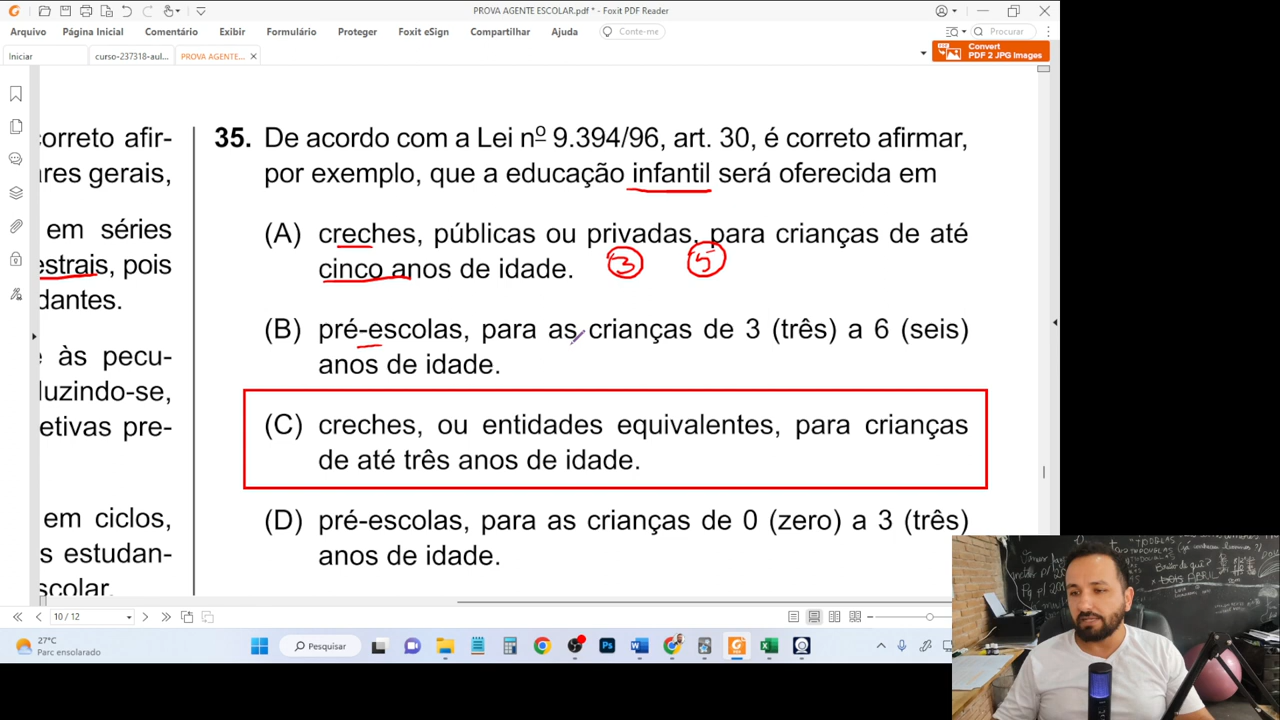 PROVA AGENTE ESCOLAR.pdf * - Foxit PDF Reader
Arquivo Página Inicial Comentário Exibir Formulário Proteger Foxit eSign Compartilhar Ajuda Conte-me Procurar
Iniciar curso-237318-aul... PROVA AGENTE...
Convert
PDF 2 JPG Images
orreto afir-
res gerais,
em séries
estrais, pois
dantes.
às pecu-
luzindo-se,
etivas pre-
em ciclos,
s estudan-
scolar.
35. De acordo com a Lei nº 9.394/96, art. 30, é correto afirmar,
por exemplo, que a educação infantil será oferecida em
(A) creches, públicas ou privadas, para crianças de até
cinco anos de idade.
3 5
(B) pré-escolas, para as crianças de 3 (três) a 6 (seis)
anos de idade.
(C) creches, ou entidades equivalentes, para crianças
de até três anos de idade.
(D) pré-escolas, para as crianças de 0 (zero) a 3 (três)
anos de idade.
10 / 12
27°C
Parc ensolarado
Pesquisar